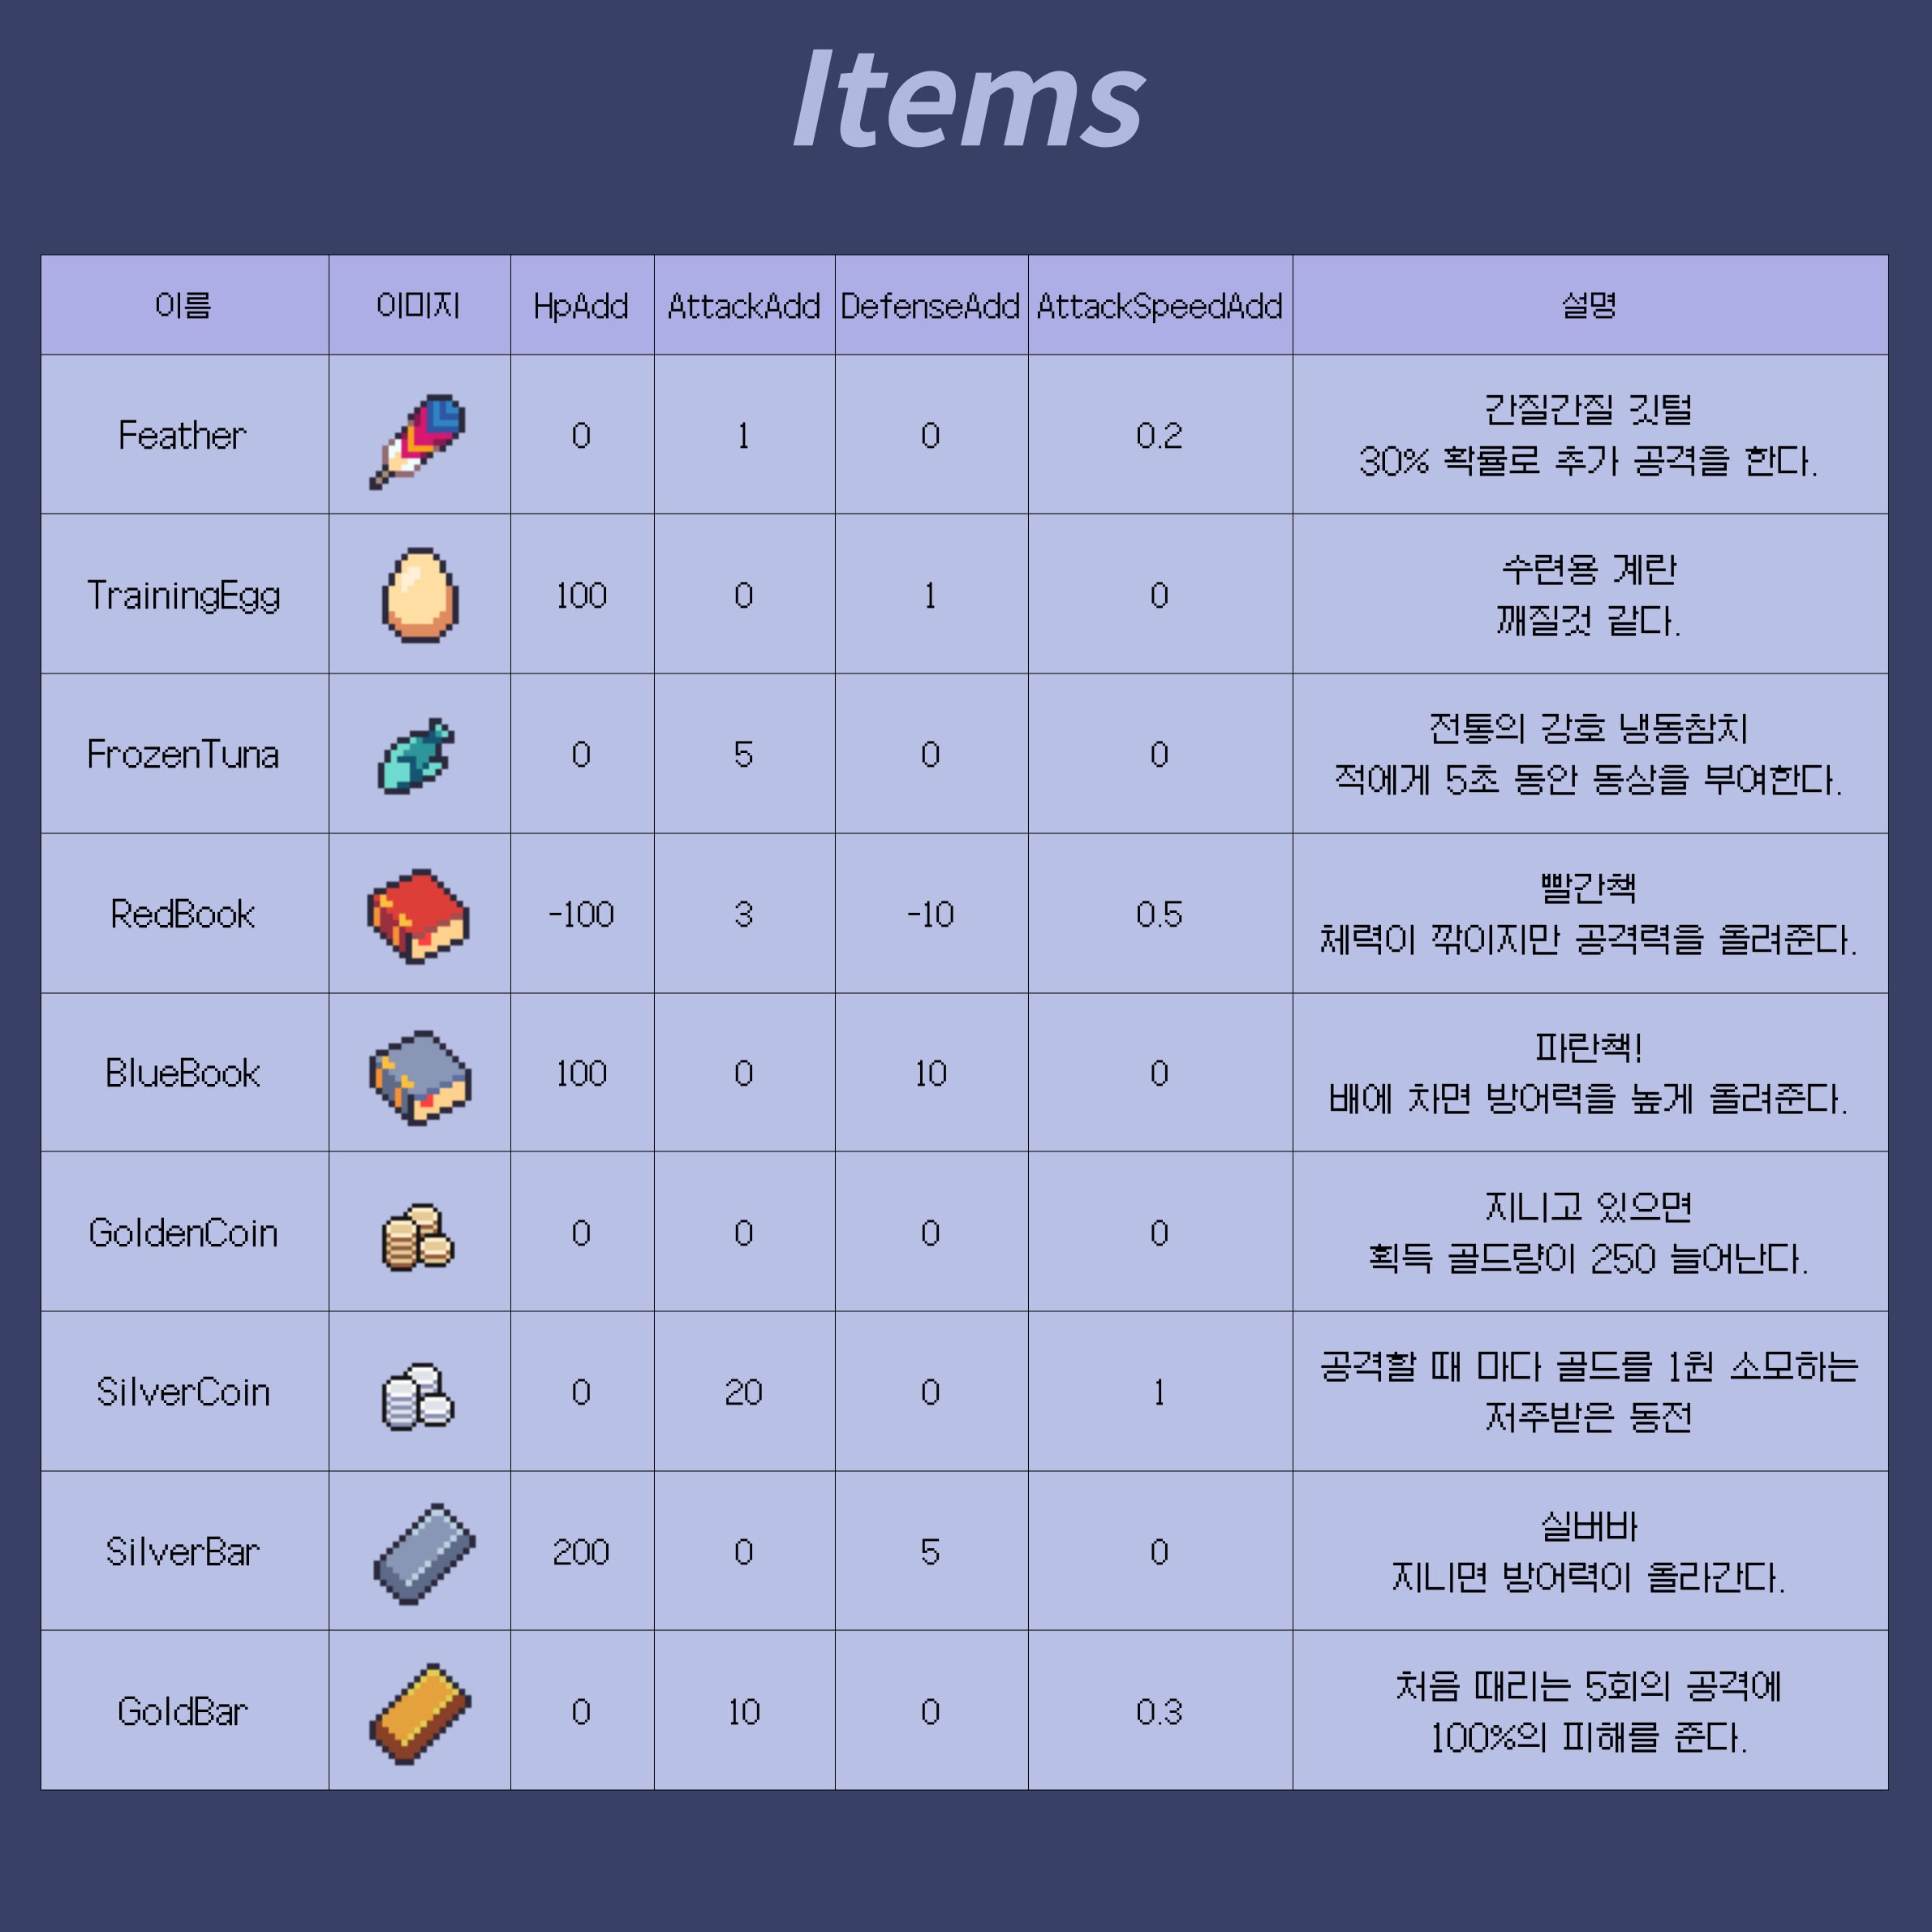 Items
이름 이미지 HpAdd AttackAdd DefenseAdd AttackSpeedAdd 설명
Feather 0 1 0 0.2 간질간질 깃털
30% 확률로 추가 공격을 한다.
TrainingEgg 100 0 1 0 수련용 계란
깨질것 같다.
FrozenTuna 0 5 0 0 전통의 강호 냉동참치
적에게 5초 동안 동상을 부여한다.
RedBook -100 3 -10 0.5 빨간책
체력이 깎이지만 공격력을 올려준다.
BlueBook 100 0 10 0 파란책!
배에 차면 방어력을 높게 올려준다.
GoldenCoin 0 0 0 0 지니고 있으면
획득 골드량이 250 늘어난다.
SilverCoin 0 20 0 1 공격할 때 마다 골드를 1원 소모하는
저주받은 동전
SilverBar 200 0 5 0 실버바
지니면 방어력이 올라간다.
GoldBar 0 10 0 0.3 처음 때리는 5회의 공격에
100%의 피해를 준다.